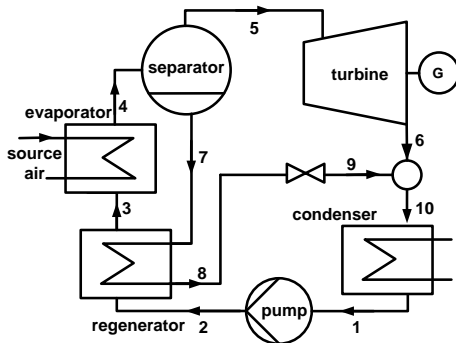 5
separator
turbine
G
evaporator
4
source
air
7
6
9
3
10
condenser
8
regenerator
2
pump
1